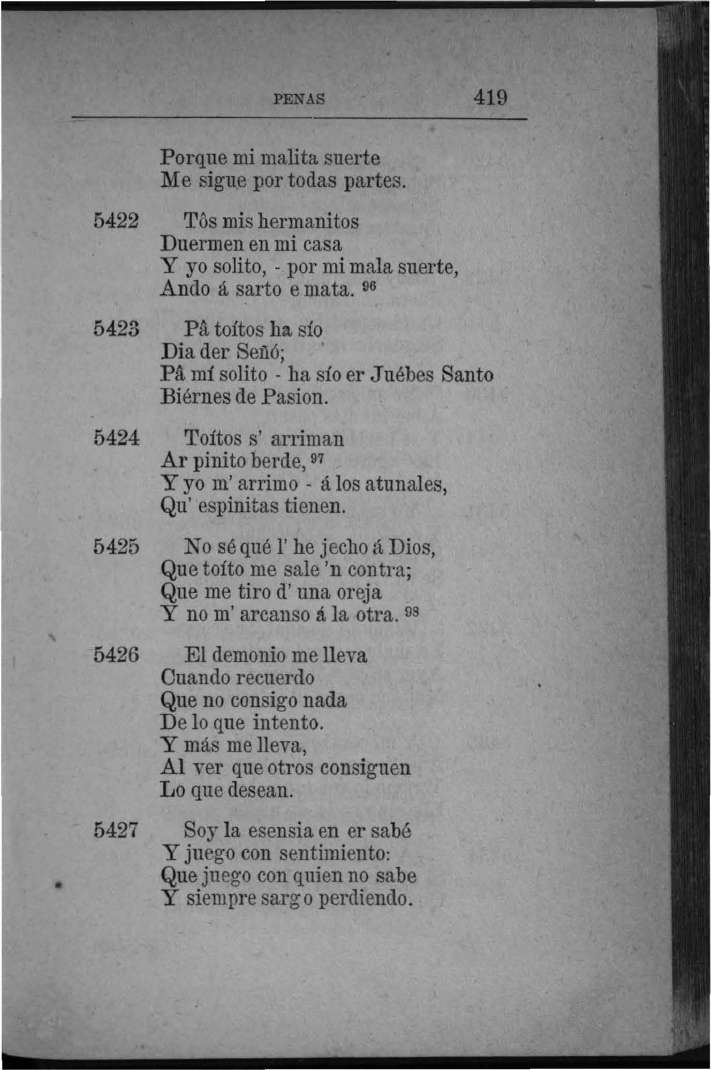 PENAS 419
Porque mi malita suerte
Me sigue por todas partes.
5422 Tôs mis hermanitos
Duermen en mi casa
Y yo solito, - por mi mala suerte,
Ando á sarto e mata. 96
5423 Pâ toítos ha sío
Dia der Señó;
Pâ mí solito - ha sío er Juébes Santo
Biérnes de Pasion.
5424 Toítos s' arriman
Ar pinito berde, 97
Y yo m' arrimo - á los atunales,
Qu' espinitas tienen.
5425 No sé qué l' he jecho á Dios,
Que toíto me sale 'n contra;
Que me tiro d' una oreja
Y no m' arcanso á la otra. 98
5426 El demonio me lleva
Cuando recuerdo
Que no consigo nada
De lo que intento.
Y más me lleva,
Al ver que otros consiguen
Lo que desean.
5427 Soy la esensia en er sabé
Y juego con sentimiento:
Que juego con quien no sabe
Y siempre sargo perdiendo.